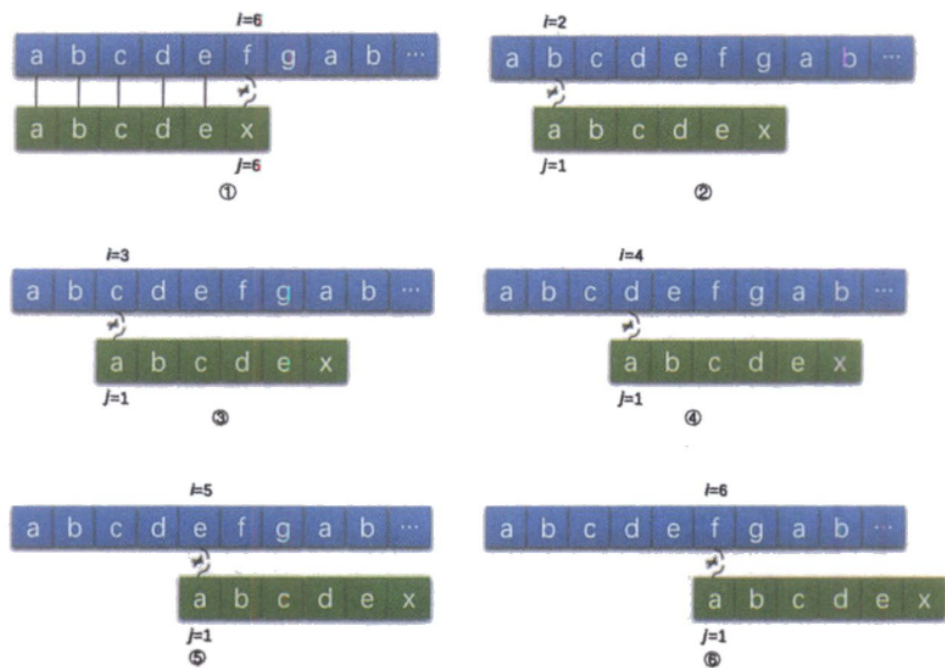 i=6
a b c d e f g a b ...
≠
a b c d e x
j=6
①
i=2
a b c d e f g a b ...
≠
a b c d e x
j=1
②
i=3
a b c d e f g a b ...
≠
a b c d e x
j=1
③
i=4
a b c d e f g a b ...
≠
a b c d e x
j=1
④
i=5
a b c d e f g a b ...
≠
a b c d e x
j=1
⑤
i=6
a b c d e f g a b ...
≠
a b c d e x
j=1
⑥